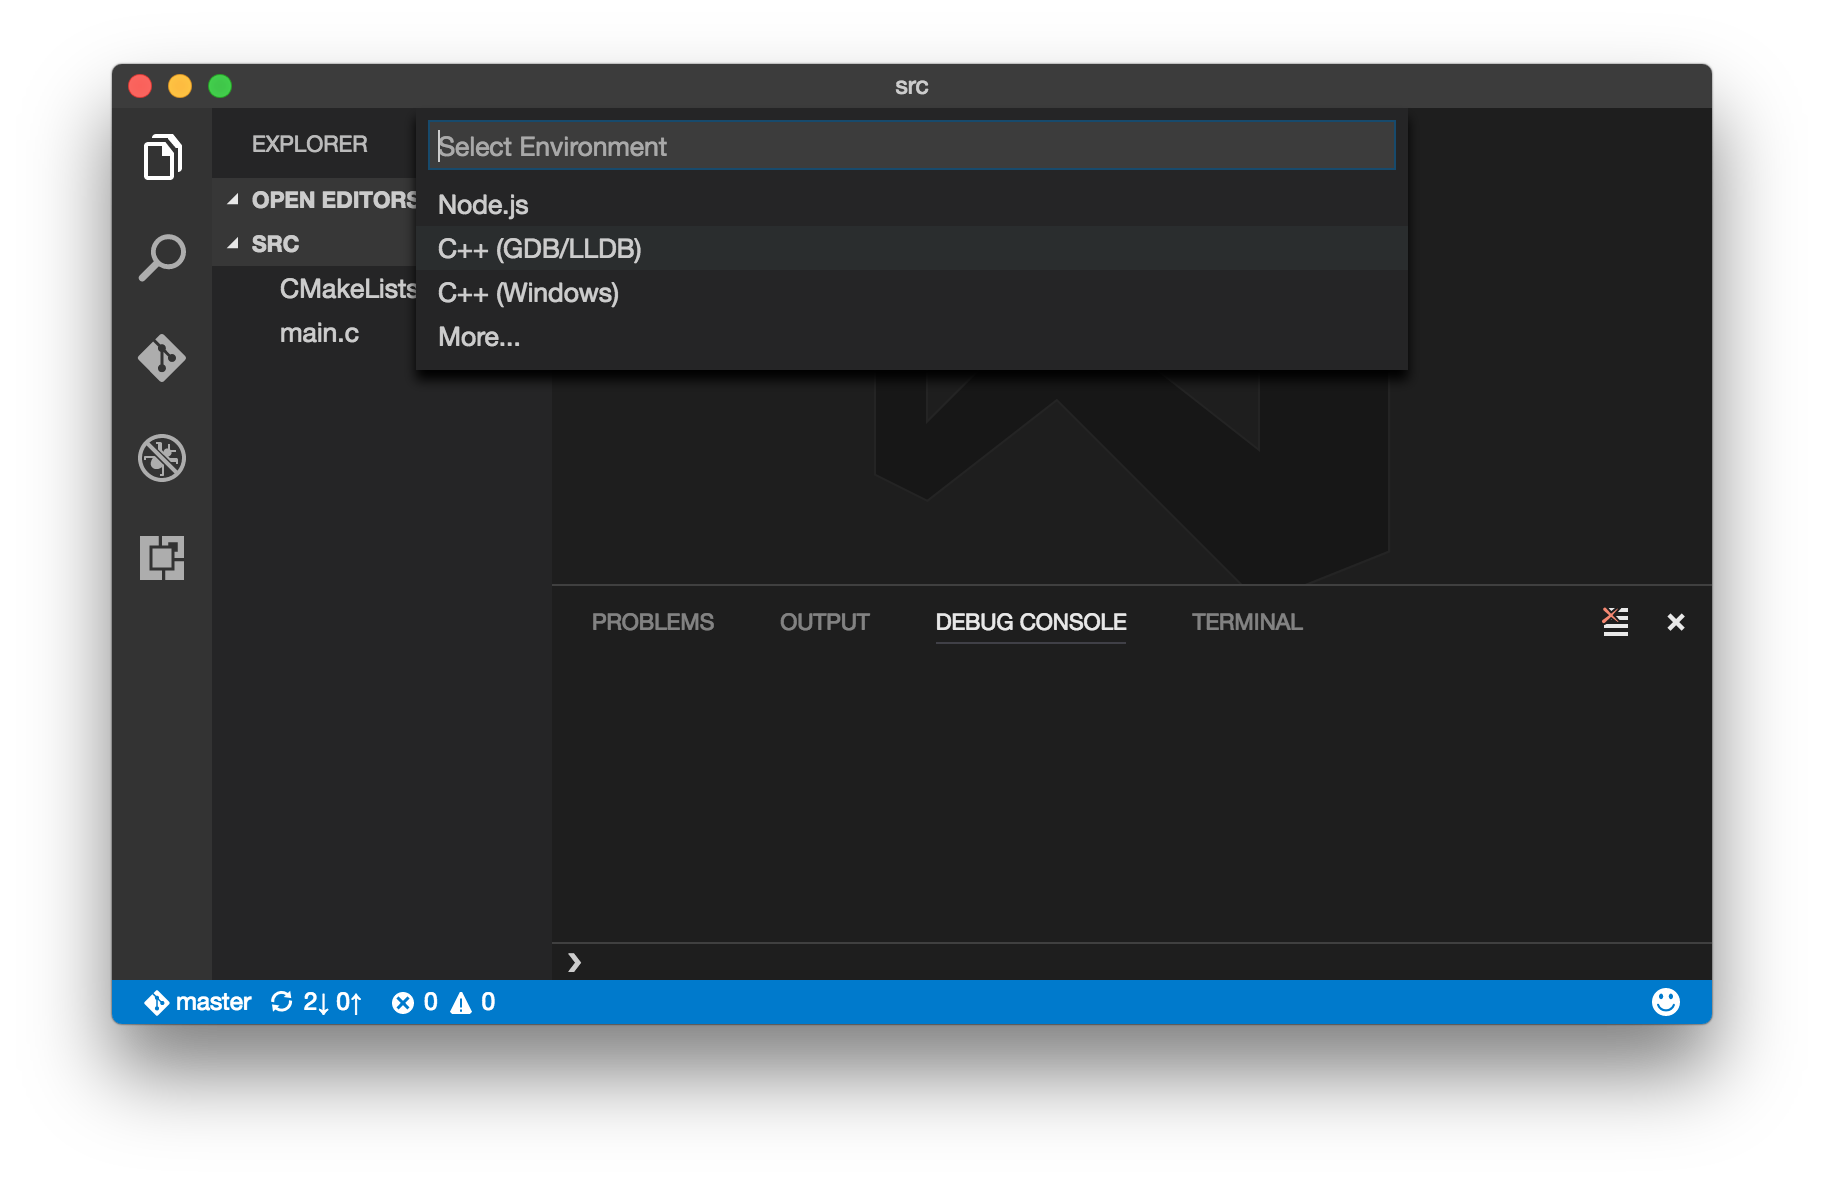 src
EXPLORER
Select Environment
Node.js
C++ (GDB/LLDB)
C++ (Windows)
More...
OPEN EDITORS
SRC
CMakeLists
main.c
PROBLEMS OUTPUT DEBUG CONSOLE TERMINAL
master 2↓ 0↑ 0 0